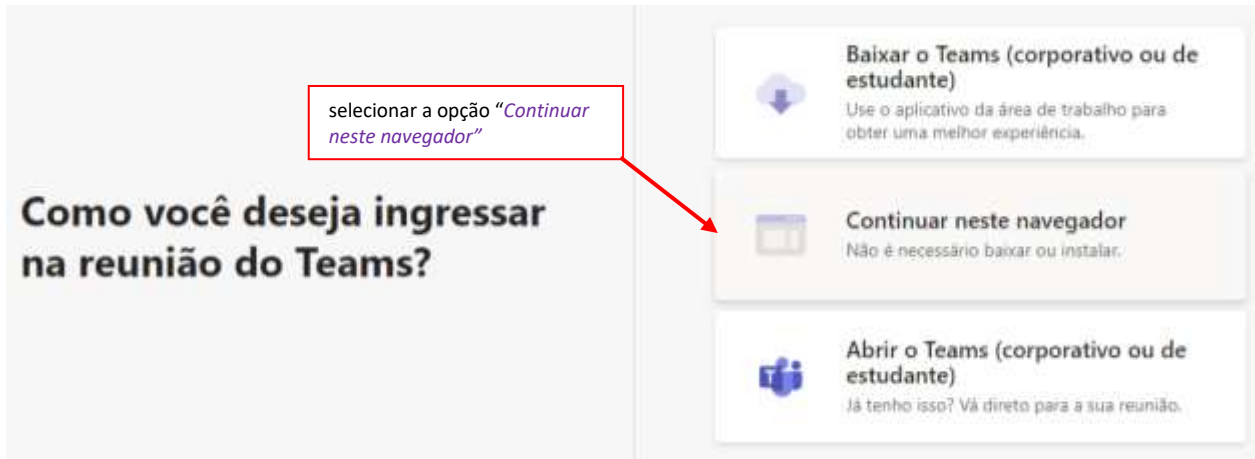 Como você deseja ingressar
na reunião do Teams?
selecionar a opção “Continuar
neste navegador”
Baixar o Teams (corporativo ou de
estudante)
Use o aplicativo da área de trabalho para
obter uma melhor experiência.
Continuar neste navegador
Não é necessário baixar ou instalar.
Abrir o Teams (corporativo ou de
estudante)
Já tenho isso? Vá direto para a sua reunião.